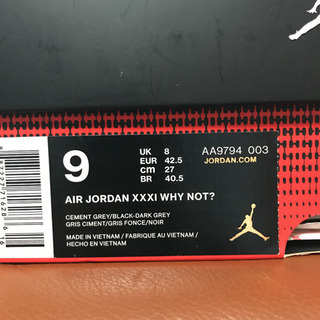 9
UK 8
EUR 42.5
cm 27
BR 40.5
AA9794 003
JORDAN.COM
AIR JORDAN XXXI WHY NOT?
CEMENT GREY/BLACK-DARK GREY
GRIS CIMENT/GRIS FONCE/NOIR
MADE IN VIETNAM / FABRIQUE AU VIETNAM /
HECHO EN VIETNAM